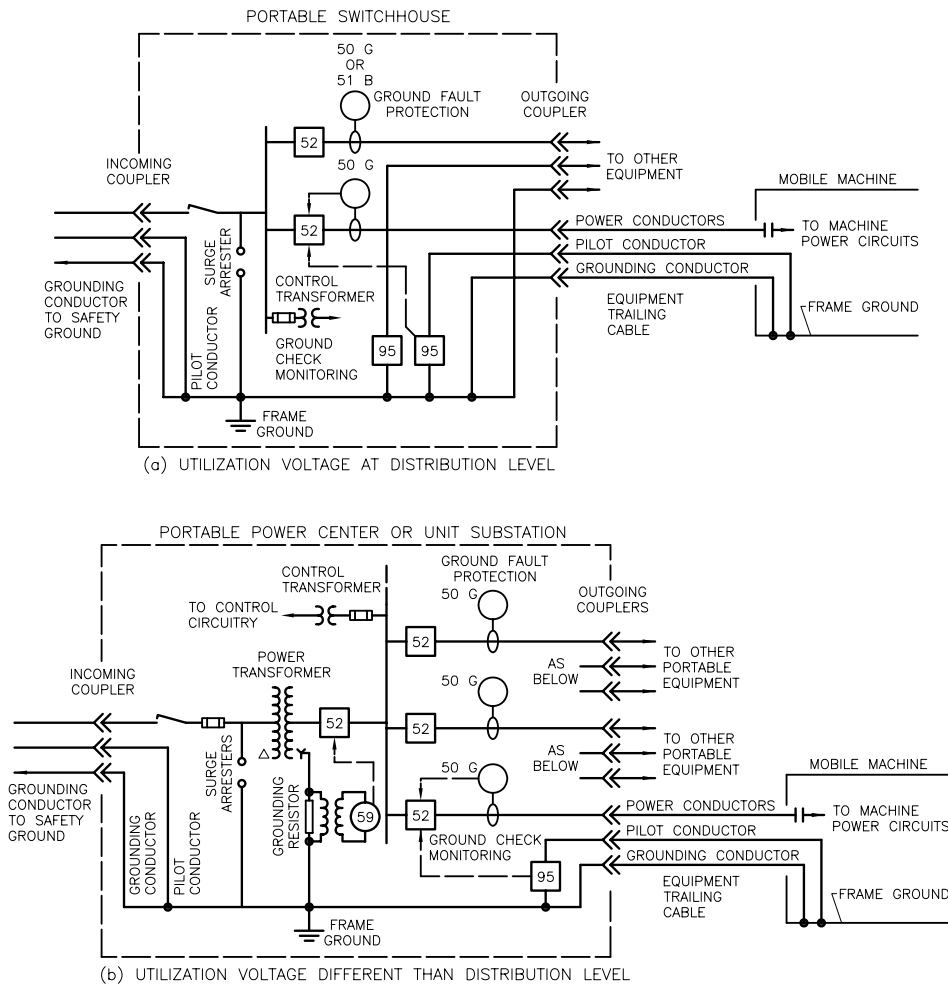 PORTABLE SWITCHHOUSE
50 G
OR
51 B
GROUND FAULT
PROTECTION
OUTGOING
COUPLER
52
INCOMING
COUPLER
50 G
TO OTHER
EQUIPMENT
MOBILE MACHINE
52
POWER CONDUCTORS
TO MACHINE
POWER CIRCUITS
PILOT CONDUCTOR
GROUNDING CONDUCTOR
SURGE
ARRESTER
CONTROL
TRANSFORMER
GROUNDING
CONDUCTOR
TO SAFETY
GROUND
EQUIPMENT
TRAILING
CABLE
FRAME GROUND
PILOT
CONDUCTOR
GROUND
CHECK
MONITORING
95
95
FRAME
GROUND
(a) UTILIZATION VOLTAGE AT DISTRIBUTION LEVEL
PORTABLE POWER CENTER OR UNIT SUBSTATION
GROUND FAULT
PROTECTION
50 G
CONTROL
TRANSFORMER
OUTGOING
COUPLERS
TO CONTROL
CIRCUITRY
52
TO OTHER
PORTABLE
EQUIPMENT
AS
BELOW
POWER
TRANSFORMER
INCOMING
COUPLER
50 G
52
52
TO OTHER
PORTABLE
EQUIPMENT
AS
BELOW
△
Y
SURGE
ARRESTERS
50 G
MOBILE MACHINE
GROUNDING
CONDUCTOR
TO SAFETY
GROUND
GROUNDING
RESISTOR
59
52
POWER CONDUCTORS
TO MACHINE
POWER CIRCUITS
GROUND CHECK
MONITORING
PILOT CONDUCTOR
GROUNDING CONDUCTOR
GROUNDING
CONDUCTOR
PILOT
CONDUCTOR
95
EQUIPMENT
TRAILING
CABLE
FRAME GROUND
FRAME
GROUND
(b) UTILIZATION VOLTAGE DIFFERENT THAN DISTRIBUTION LEVEL